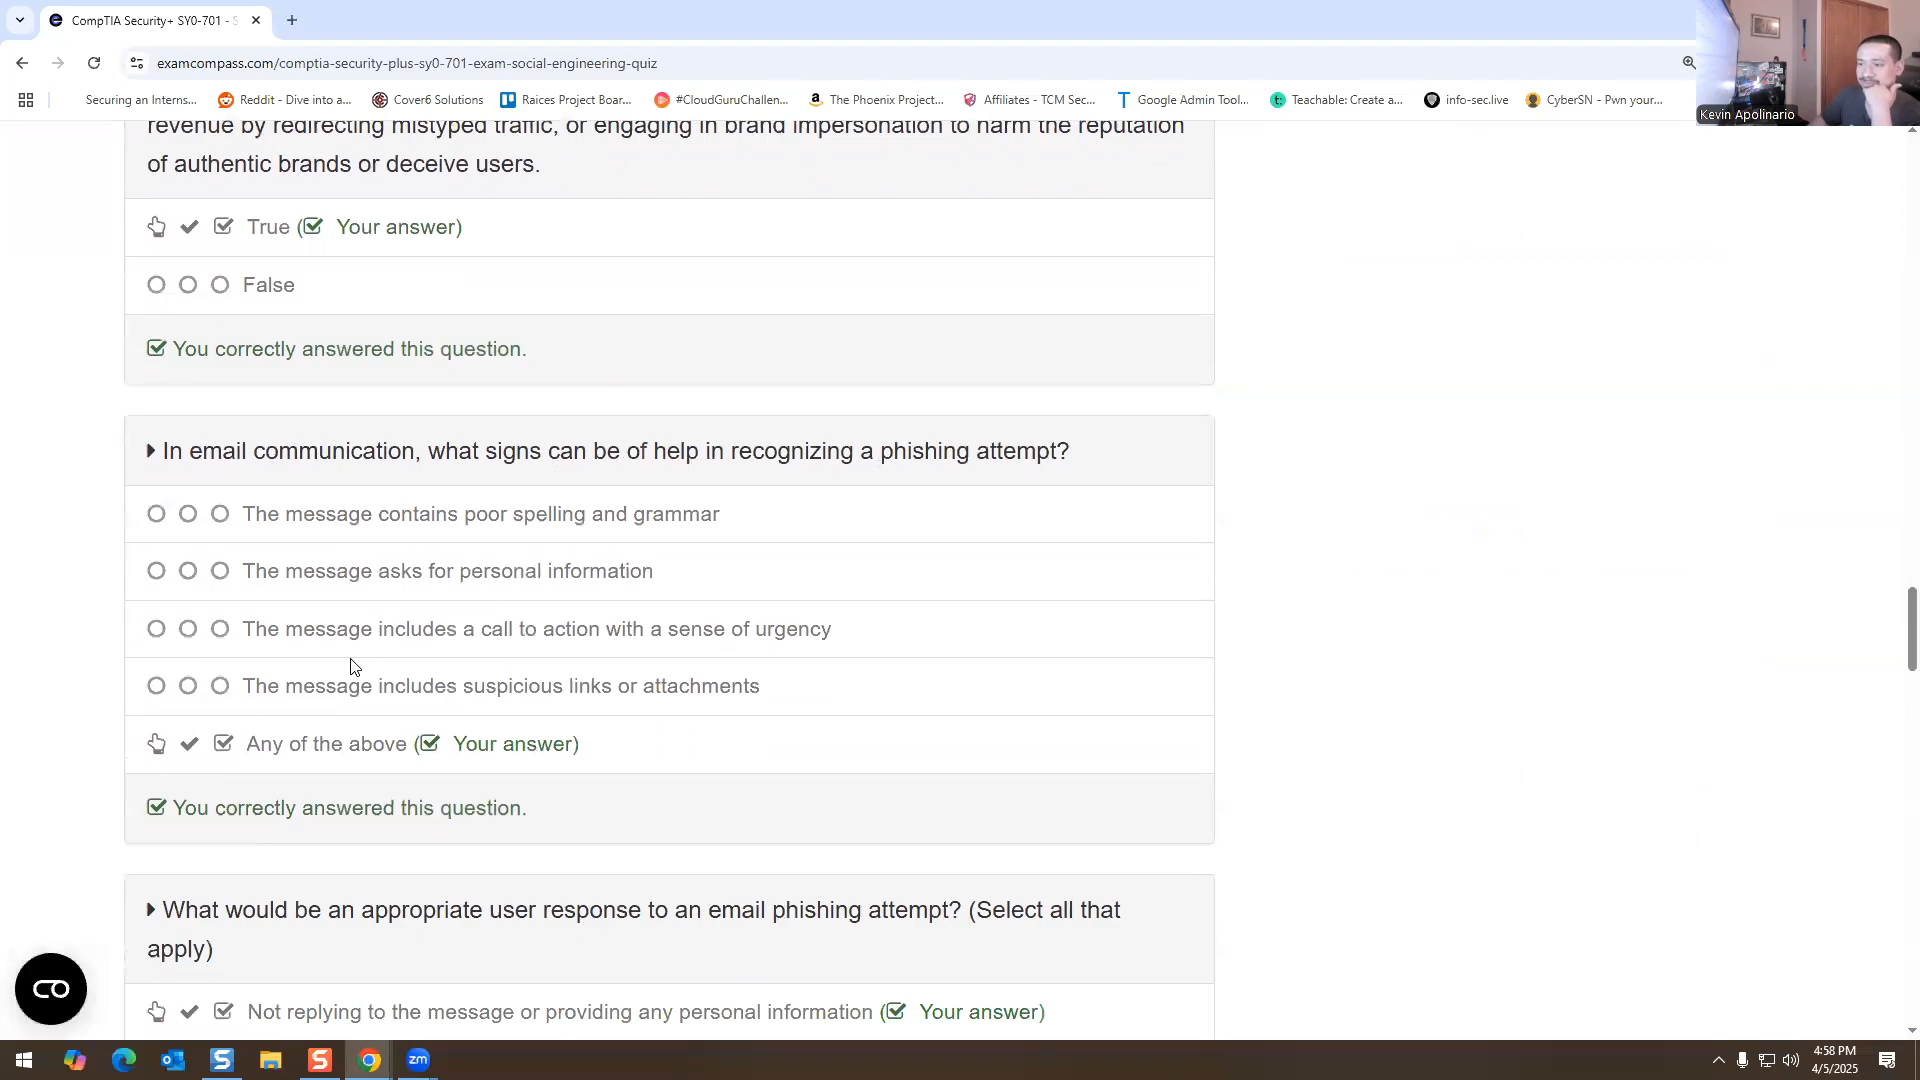 CompTIA Security+ SY0-701 - S
examcompass.com/comptia-security-plus-sy0-701-exam-social-engineering-quiz
Securing an Interns...
Reddit - Dive into a...
Cover6 Solutions
Raices Project Boar...
#CloudGuruChallen...
The Phoenix Project...
Affiliates - TCM Sec...
Google Admin Tool...
Teachable: Create a...
info-sec.live
CyberSN - Pwn your...
Kevin Apolinario
revenue by redirecting mistyped traffic, or engaging in brand impersonation to harm the reputation
of authentic brands or deceive users.
True ( Your answer)
False
You correctly answered this question.
In email communication, what signs can be of help in recognizing a phishing attempt?
The message contains poor spelling and grammar
The message asks for personal information
The message includes a call to action with a sense of urgency
The message includes suspicious links or attachments
Any of the above ( Your answer)
You correctly answered this question.
What would be an appropriate user response to an email phishing attempt? (Select all that
apply)
Not replying to the message or providing any personal information ( Your answer)
zm
4:58 PM
4/5/2025